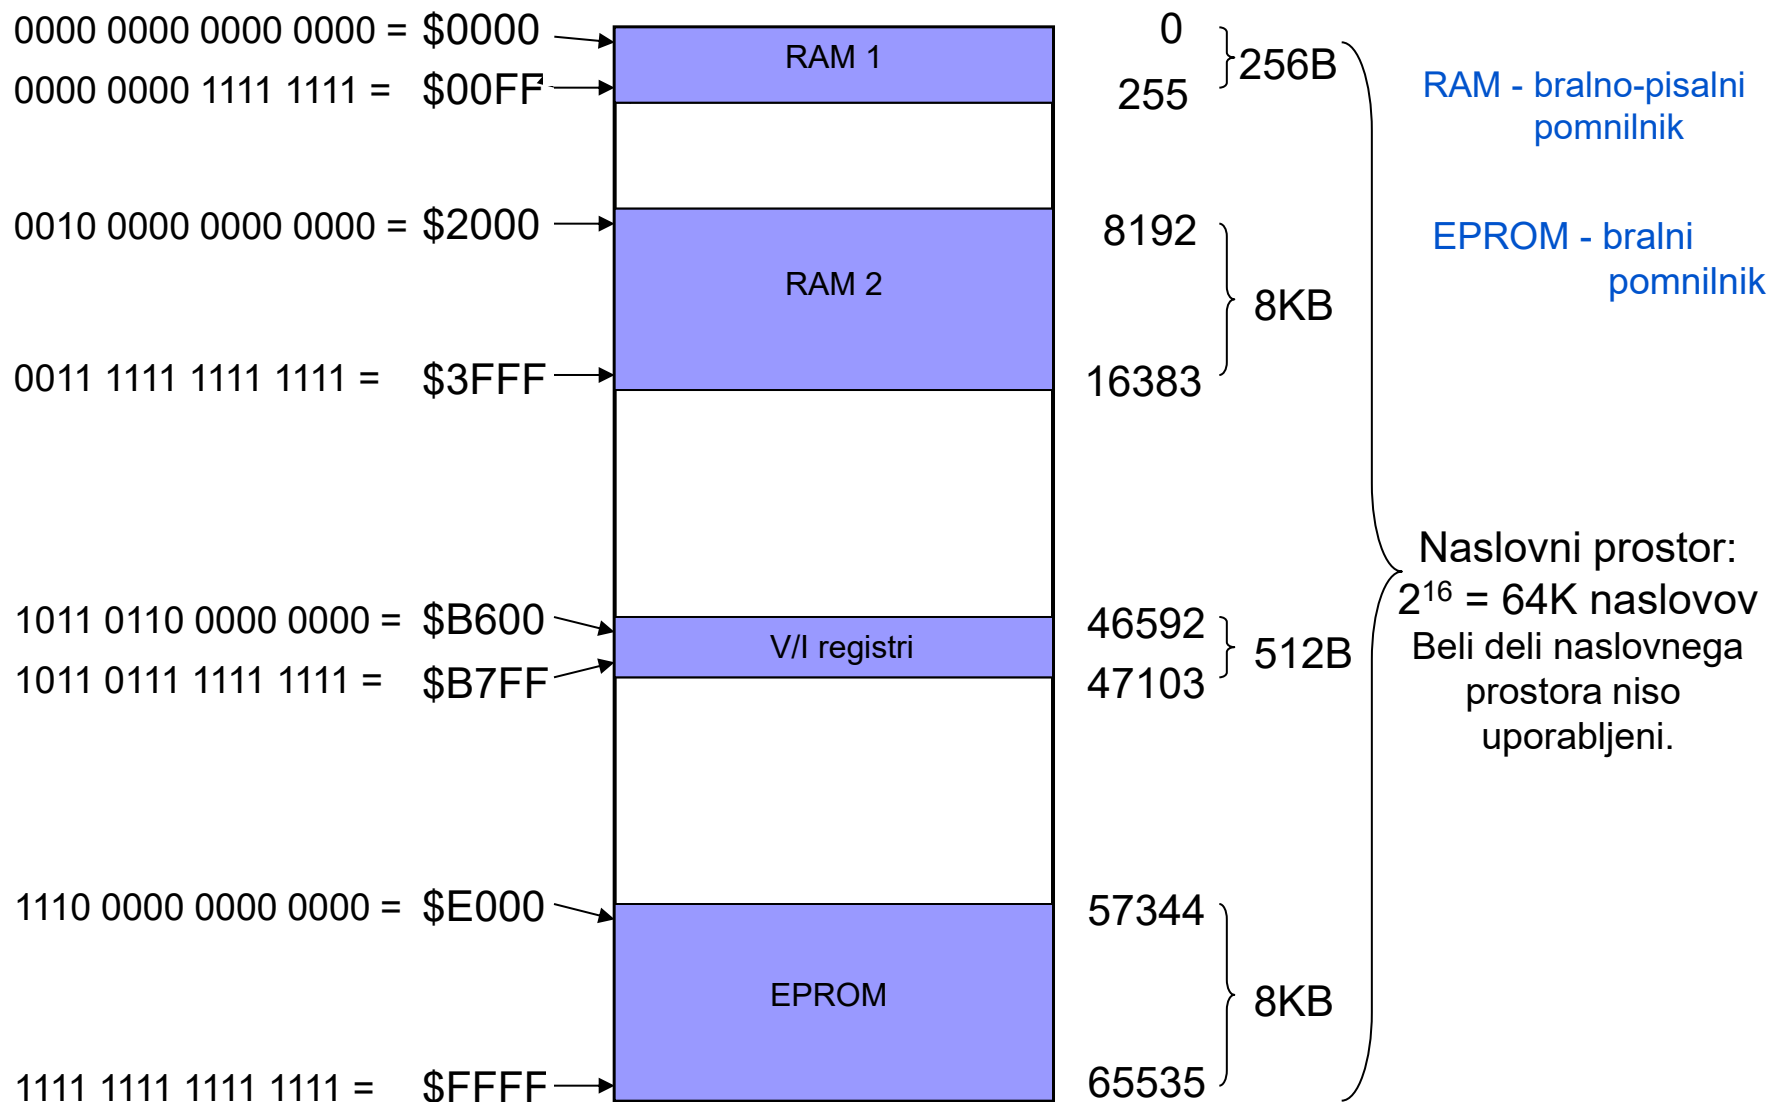 0000 0000 0000 0000 = $0000
RAM 1
0
256B
0000 0000 1111 1111 = $00FF
255
RAM - bralno-pisalni
pomnilnik
0010 0000 0000 0000 = $2000
RAM 2
8192
8KB
EPROM - bralni
pomnilnik
0011 1111 1111 1111 = $3FFF
16383
Naslovni prostor:
2¹⁶ = 64K naslovov
Beli deli naslovnega
prostora niso
uporabljeni.
1011 0110 0000 0000 = $B600
V/I registri
46592
512B
1011 0111 1111 1111 = $B7FF
47103
1110 0000 0000 0000 = $E000
57344
EPROM
8KB
1111 1111 1111 1111 = $FFFF
65535